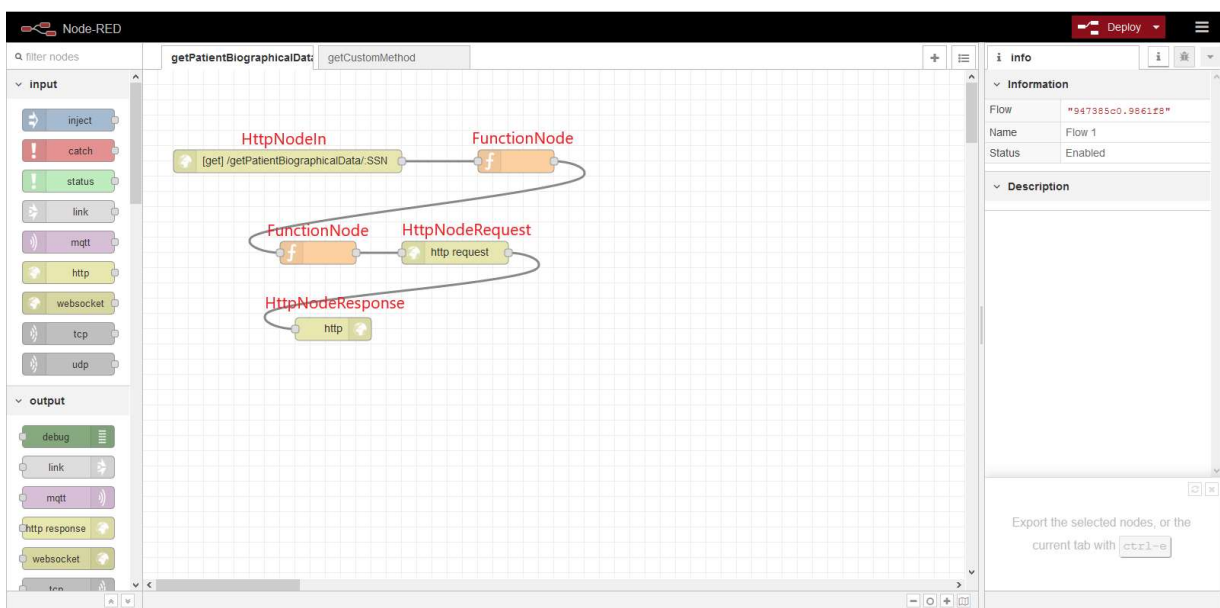 Node-RED
Deploy
filter nodes
getPatientBiographicalData
getCustomMethod
i info
i
input
inject
catch
status
link
mqtt
http
websocket
tcp
udp
output
debug
link
mqtt
http response
websocket
tcp
HttpNodeIn
[get] /getPatientBiographicalData/:SSN
FunctionNode
f
FunctionNode
f
HttpNodeRequest
http request
HttpNodeResponse
http
Information
Flow "947385c0.9861f8"
Name Flow 1
Status Enabled
Description
Export the selected nodes, or the
current tab with ctrl-e